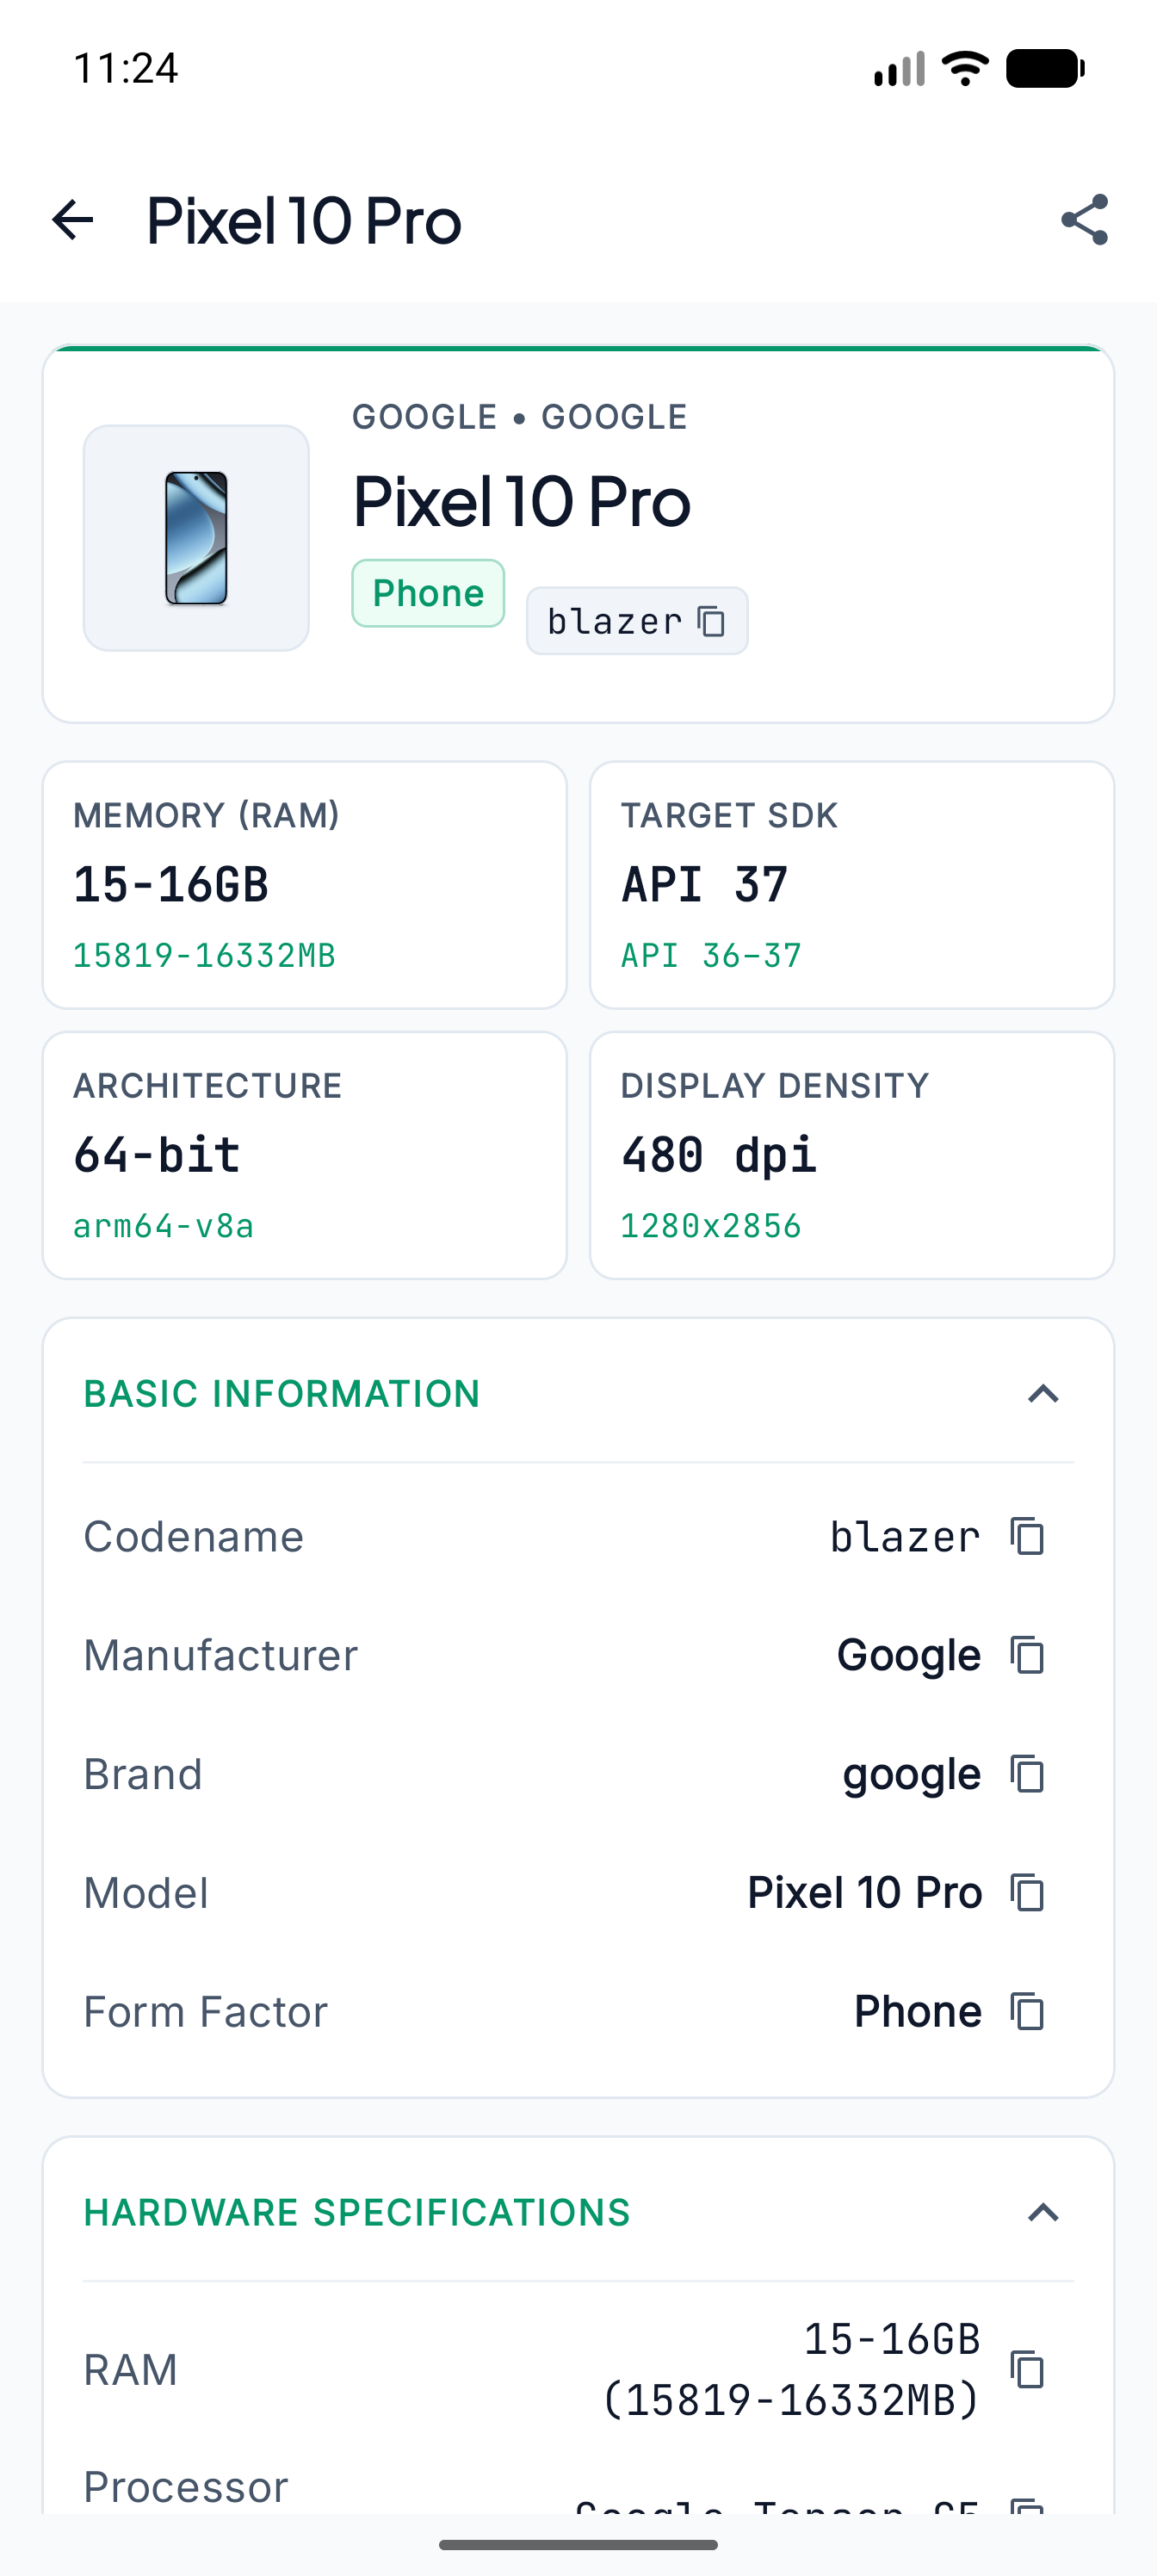 11:24
Pixel 10 Pro
GOOGLE • GOOGLE
Pixel 10 Pro
Phone
blazer
MEMORY (RAM)
15-16GB
15819-16332MB
TARGET SDK
API 37
API 36–37
ARCHITECTURE
64-bit
arm64-v8a
DISPLAY DENSITY
480 dpi
1280x2856
BASIC INFORMATION
Codename blazer
Manufacturer Google
Brand google
Model Pixel 10 Pro
Form Factor Phone
HARDWARE SPECIFICATIONS
RAM 15-16GB
(15819-16332MB)
Processor
Google Tensor G5